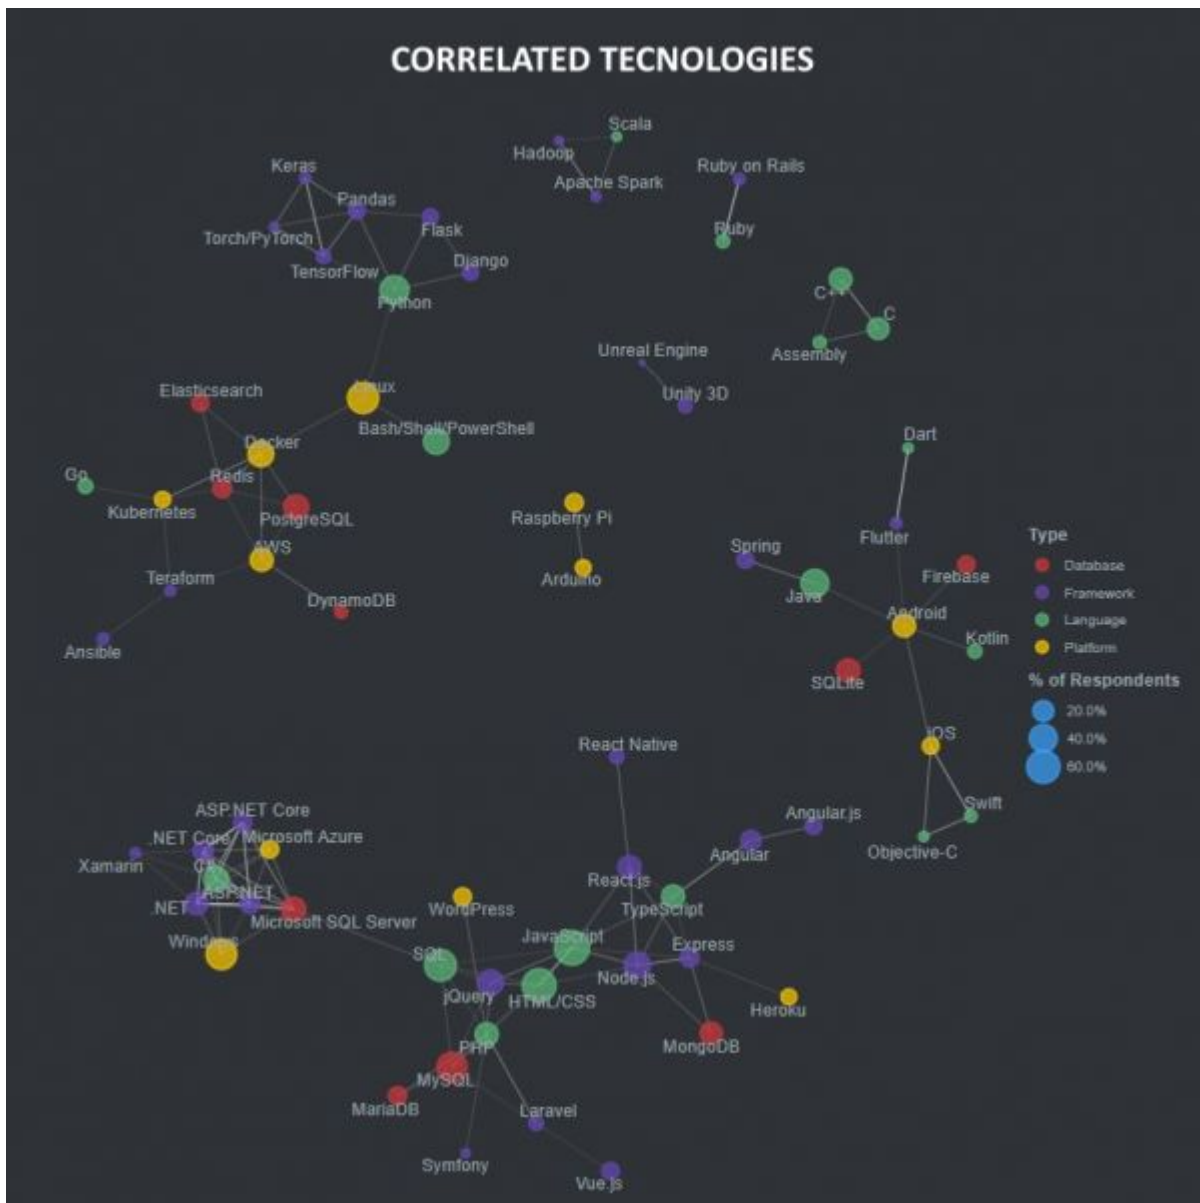 CORRELATED TECNOLOGIES
Scala
Hadoop
Keras
Ruby on Rails
Apache Spark
Pandas
Flask
Ruby
Torch/PyTorch
Django
TensorFlow
C++
Python
C
Unreal Engine
Assembly
Linux
Elasticsearch
Unity 3D
Bash/Shell/PowerShell
Dart
Docker
Go
Redis
Kubernetes
PostgreSQL
Raspberry Pi
Flutter
Type
AWS
Spring
Database
Teraform
Arduino
Firebase
Java
Framework
DynamoDB
Android
Language
Ansible
Kotlin
Platform
SQLite
% of Respondents
20.0%
iOS
40.0%
React Native
60.0%
ASP.NET Core
Swift
Angular.js
.NET Core
Microsoft Azure
Xamarin
C#
Angular
Objective-C
React.js
ASP.NET
.NET
WordPress
TypeScript
Microsoft SQL Server
Windows
JavaScript
Express
SQL
Node.js
jQuery
HTML/CSS
Heroku
PHP
MongoDB
MySQL
MariaDB
Laravel
Symfony
Vue.js